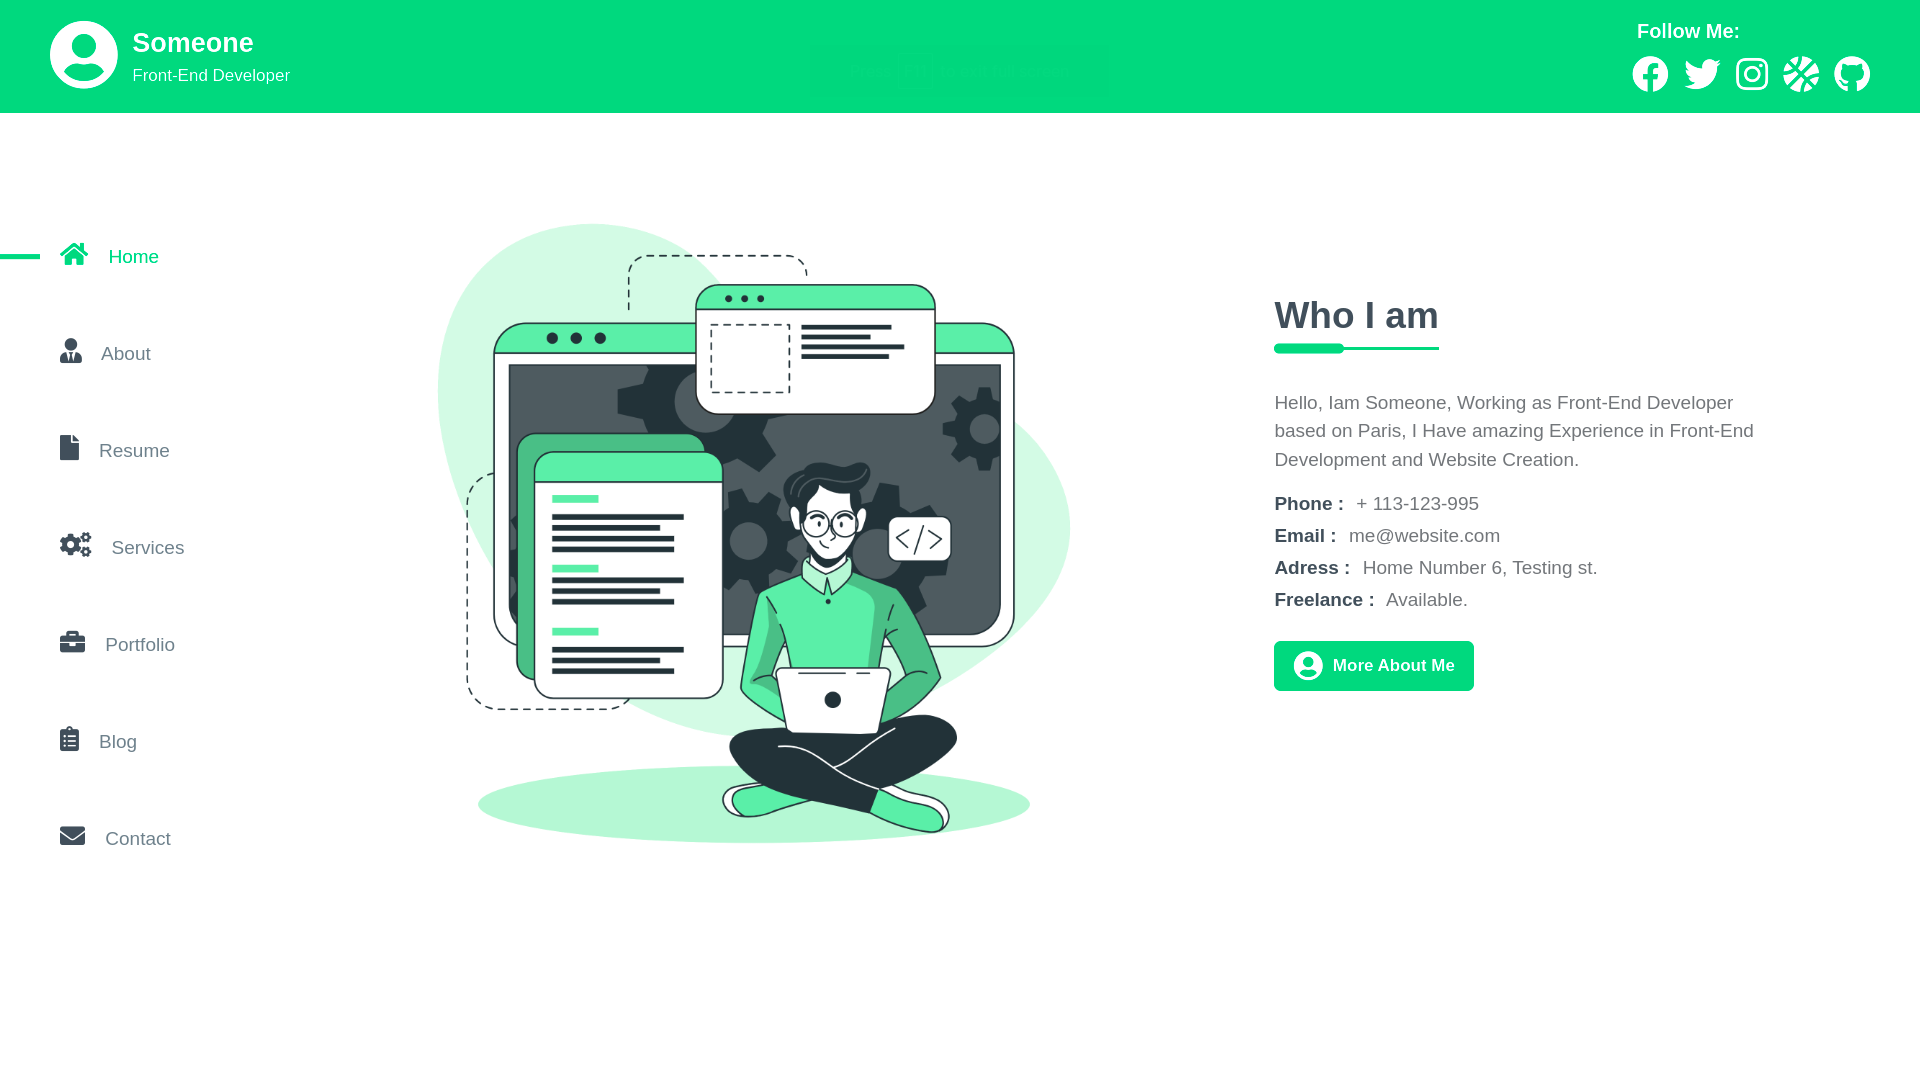 Someone
Front-End Developer
Follow Me:
Home
About
Resume
Services
Portfolio
Blog
Contact
</>
Who I am
Hello, Iam Someone, Working as Front-End Developer
based on Paris, I Have amazing Experience in Front-End
Development and Website Creation.
Phone : + 113-123-995
Email : me@website.com
Adress : Home Number 6, Testing st.
Freelance : Available.
More About Me